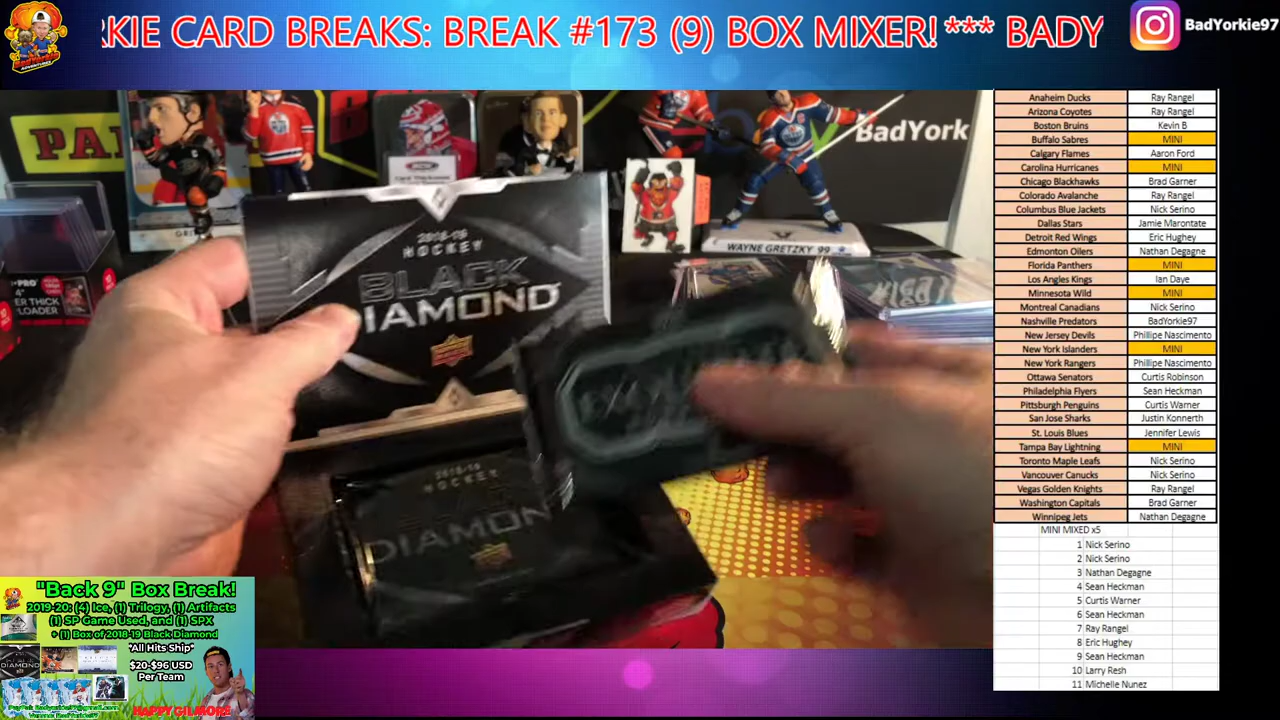 KIE CARD BREAKS: BREAK #173 (9) BOX MIXER! *** BADY
BadYorkie97
BadYork
WAYNE GRETZKY 99
2018-19
HOCKEY
BLACK
DIAMOND
2018-19
HOCKEY
DIAMON
Anaheim Ducks Ray Rangel
Arizona Coyotes Ray Rangel
Boston Bruins Kevin B
Buffalo Sabres MINI
Calgary Flames Aaron Ford
Carolina Hurricanes MINI
Chicago Blackhawks Brad Garner
Colorado Avalanche Ray Rangel
Columbus Blue Jackets Nick Serino
Dallas Stars Jamie Marontate
Detroit Red Wings Eric Hughey
Edmonton Oilers Nathan Degagne
Florida Panthers MINI
Los Angeles Kings Ian Daye
Minnesota Wild MINI
Montreal Canadians Nick Serino
Nashville Predators BadYorkie97
New Jersey Devils Phillipe Nascimento
New York Islanders MINI
New York Rangers Phillipe Nascimento
Ottawa Senators Curtis Robinson
Philadelphia Flyers Sean Heckman
Pittsburgh Penguins Curtis Warner
San Jose Sharks Justin Konnerth
St. Louis Blues Jennifer Lewis
Tampa Bay Lightning MINI
Toronto Maple Leafs Nick Serino
Vancouver Canucks Nick Serino
Vegas Golden Knights Ray Rangel
Washington Capitals Brad Garner
Winnipeg Jets Nathan Degagne
MINI MIXED x5
1 Nick Serino
2 Nick Serino
3 Nathan Degagne
4 Sean Heckman
5 Curtis Warner
6 Sean Heckman
7 Ray Rangel
8 Eric Hughey
9 Sean Heckman
10 Larry Resh
11 Michelle Nunez
"Back 9" Box Break!
2019-20: (4) Ice, (1) Trilogy, (1) Artifacts
(1) SP Game Used, and (1) SPX
+ (1) Box of 2018-19 Black Diamond
*All Hits Ship*
$20-$96 USD
Per Team
HAPPY GILMORE